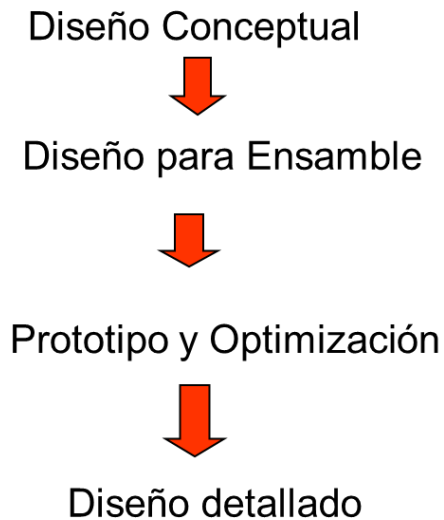 Diseño Conceptual
Diseño para Ensamble
Prototipo y Optimización
Diseño detallado